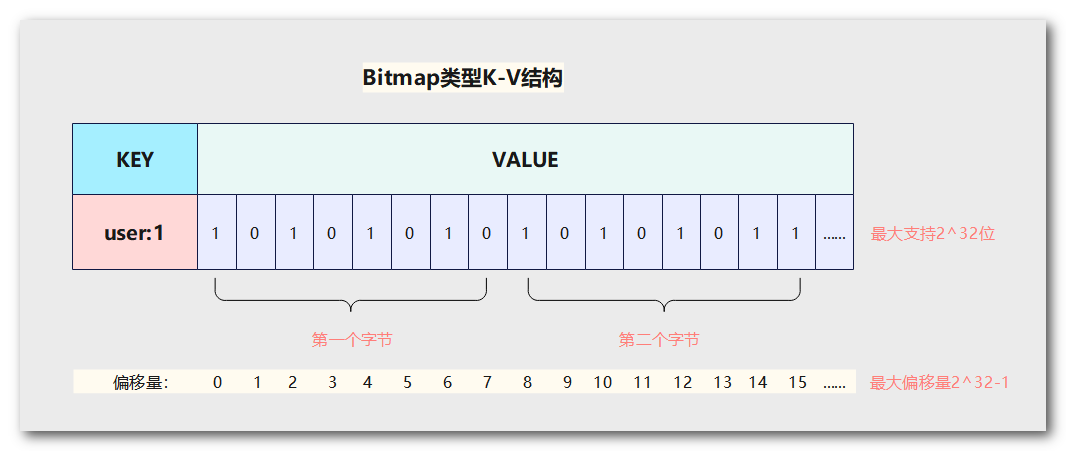 Bitmap类型K-V结构
KEY VALUE
user:1 1 0 1 0 1 0 1 0 1 0 1 0 1 0 1 1 …… 最大支持2^32位
第一个字节 第二个字节
偏移量： 0 1 2 3 4 5 6 7 8 9 10 11 12 13 14 15 …… 最大偏移量2^32-1